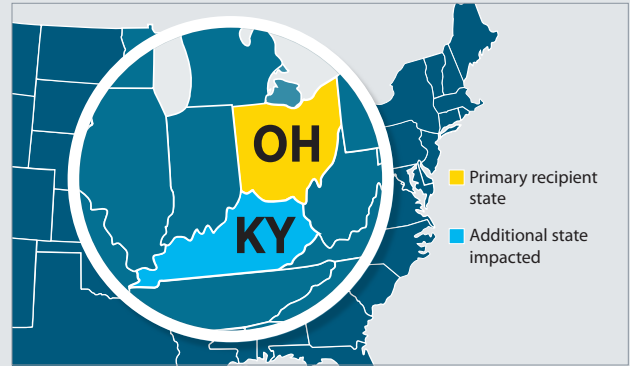 OH
KY
Primary recipient
state
Additional state
impacted